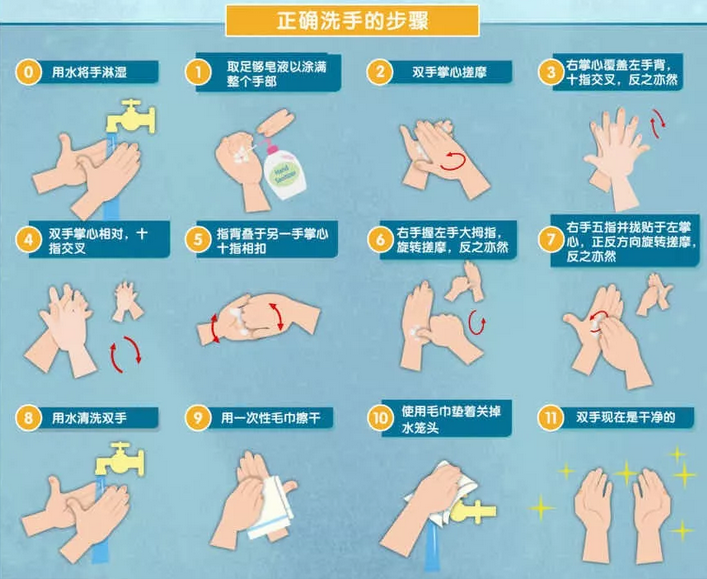 正确洗手的步骤
0
用水将手淋湿
1
取足够皂液以涂满
整个手部
2
双手掌心搓摩
3
右掌心覆盖左手背,
十指交叉,反之亦然
Hand
Sanitizer
4
双手掌心相对,十
指交叉
5
指背叠于另一手掌心
十指相扣
6
右手握左手大拇指,
旋转搓摩,反之亦然
7
右手五指并拢贴于左掌
心,正反方向旋转搓摩,
反之亦然
8
用水清洗双手
9
用一次性毛巾擦干
10
使用毛巾垫着关掉
水笼头
11
双手现在是干净的